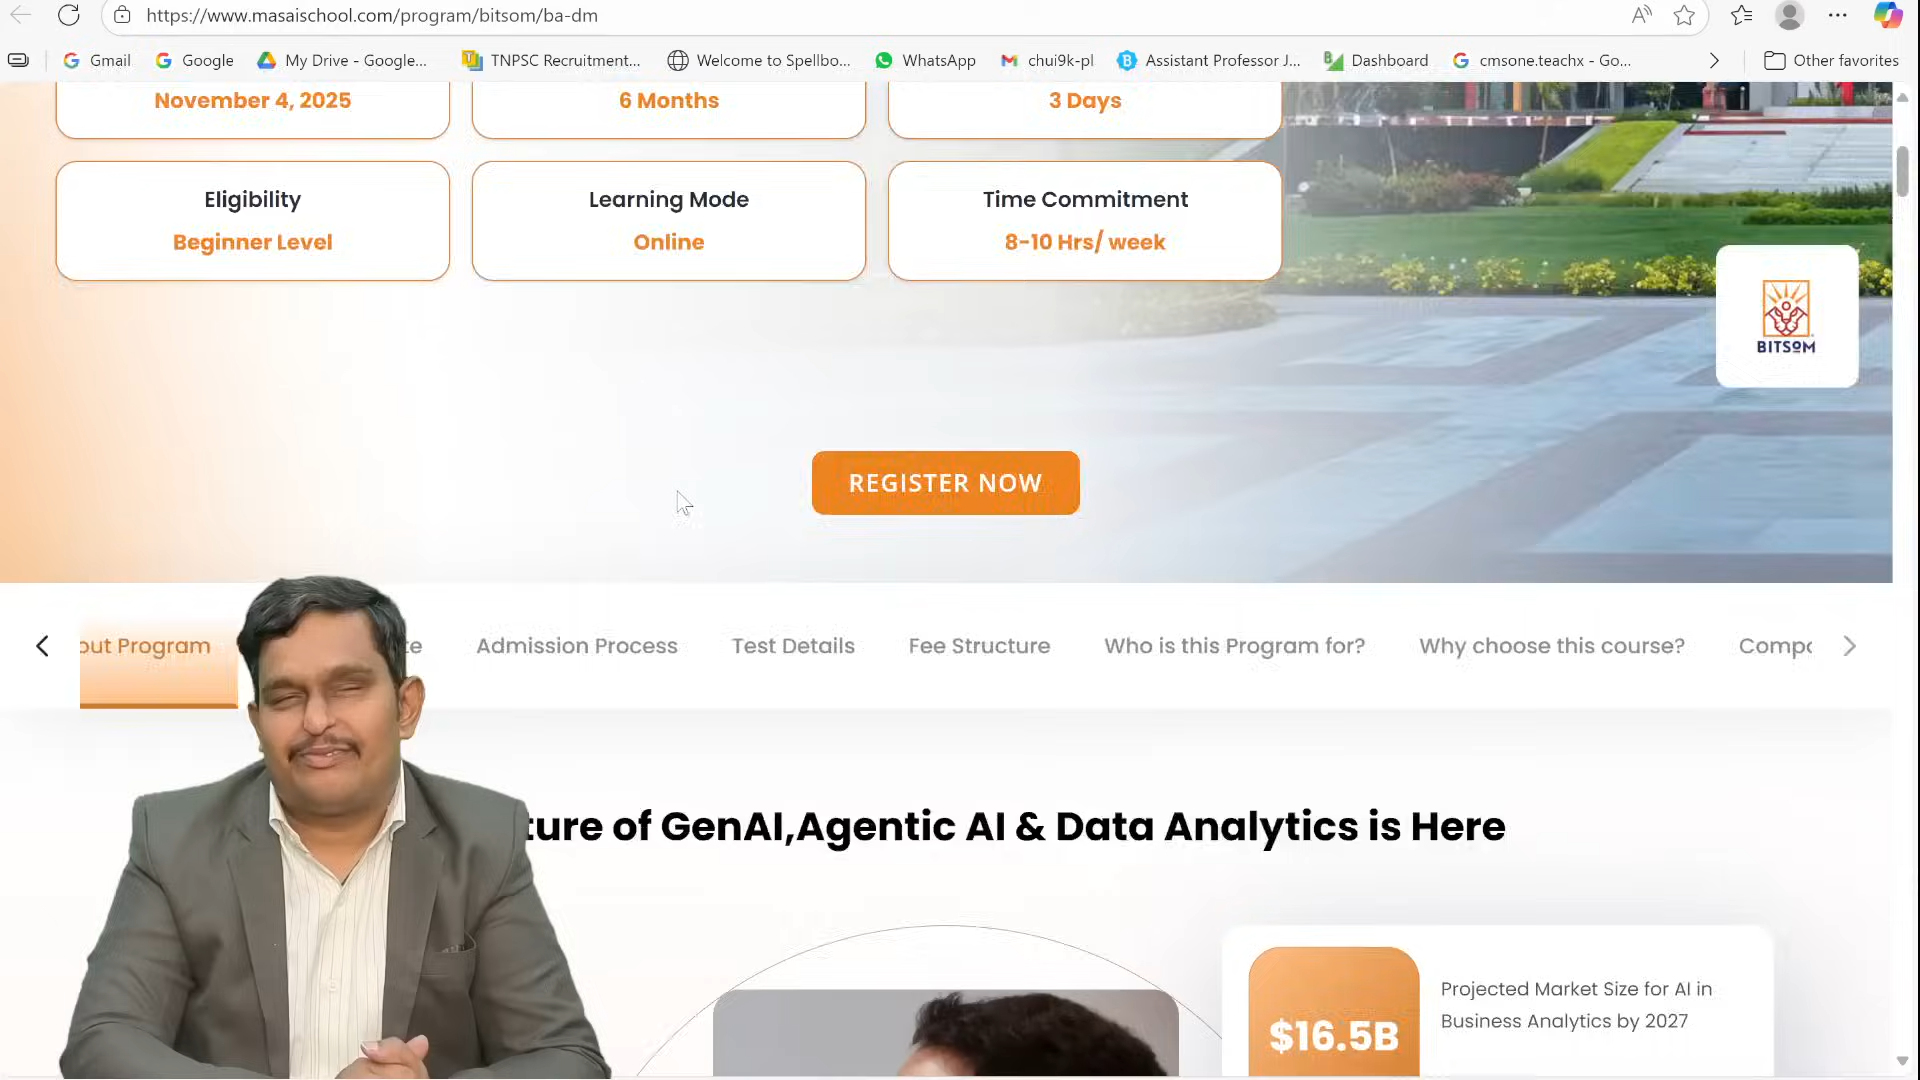 https://www.masaischool.com/program/bitsom/ba-dm
Gmail Google My Drive - Google... TNPSC Recruitment... Welcome to Spellbo... WhatsApp chui9k-pl Assistant Professor J... Dashboard cmsone.teachx - Go... Other favorites
November 4, 2025
6 Months
3 Days
Eligibility
Beginner Level
Learning Mode
Online
Time Commitment
8-10 Hrs/ week
BITSOM
REGISTER NOW
out Program te Admission Process Test Details Fee Structure Who is this Program for? Why choose this course? Compa
ture of GenAI,Agentic AI & Data Analytics is Here
$16.5B
Projected Market Size for AI in
Business Analytics by 2027